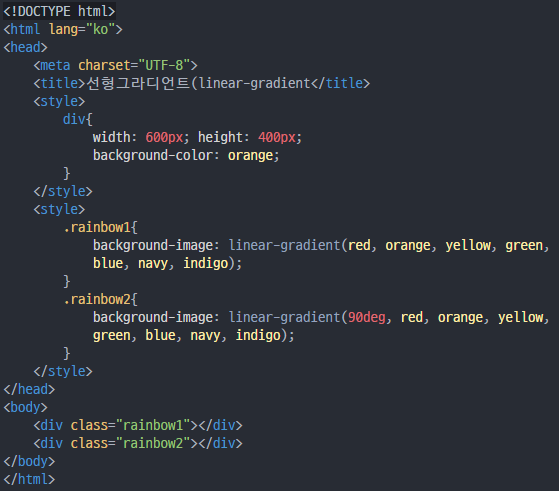 <!DOCTYPE html>
<html lang="ko">
<head>
    <meta charset="UTF-8">
    <title>선형그라디언트(linear-gradient</title>
    <style>
        div{
            width: 600px; height: 400px;
            background-color: orange;
        }
    </style>
    <style>
        .rainbow1{
            background-image: linear-gradient(red, orange, yellow, green,
            blue, navy, indigo);
        }
        .rainbow2{
            background-image: linear-gradient(90deg, red, orange, yellow,
            green, blue, navy, indigo);
        }
    </style>
</head>
<body>
    <div class="rainbow1"></div>
    <div class="rainbow2"></div>
</body>
</html>